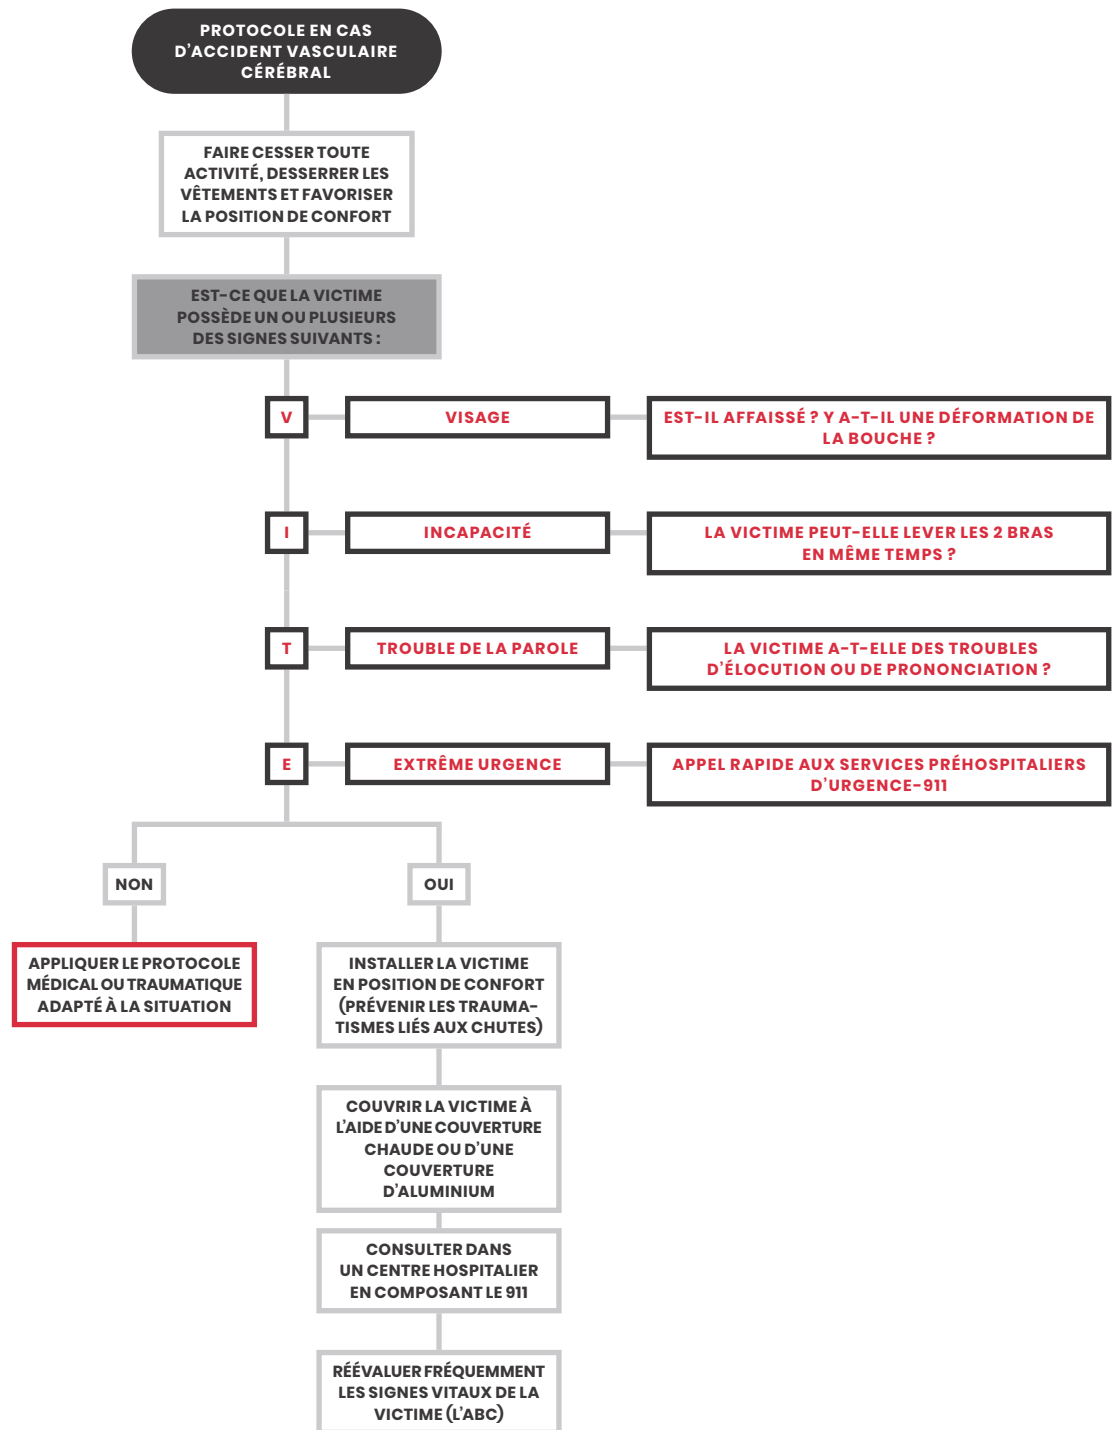 PROTOCOLE EN CAS
D'ACCIDENT VASCULAIRE
CÉRÉBRAL
FAIRE CESSER TOUTE
ACTIVITÉ, DESSERRER LES
VÊTEMENTS ET FAVORISER
LA POSITION DE CONFORT
EST-CE QUE LA VICTIME
POSSÈDE UN OU PLUSIEURS
DES SIGNES SUIVANTS :
V
VISAGE
EST-IL AFFAISSÉ ? Y A-T-IL UNE DÉFORMATION DE
LA BOUCHE ?
I
INCAPACITÉ
LA VICTIME PEUT-ELLE LEVER LES 2 BRAS
EN MÊME TEMPS ?
T
TROUBLE DE LA PAROLE
LA VICTIME A-T-ELLE DES TROUBLES
D'ÉLOCUTION OU DE PRONONCIATION ?
E
EXTRÊME URGENCE
APPEL RAPIDE AUX SERVICES PRÉHOSPITALIERS
D'URGENCE-911
NON
APPLIQUER LE PROTOCOLE
MÉDICAL OU TRAUMATIQUE
ADAPTÉ À LA SITUATION
OUI
INSTALLER LA VICTIME
EN POSITION DE CONFORT
(PRÉVENIR LES TRAUMA-
TISMES LIÉS AUX CHUTES)
COUVRIR LA VICTIME À
L'AIDE D'UNE COUVERTURE
CHAUDE OU D'UNE
COUVERTURE
D'ALUMINIUM
CONSULTER DANS
UN CENTRE HOSPITALIER
EN COMPOSANT LE 911
RÉÉVALUER FRÉQUEMMENT
LES SIGNES VITAUX DE LA
VICTIME (L'ABC)